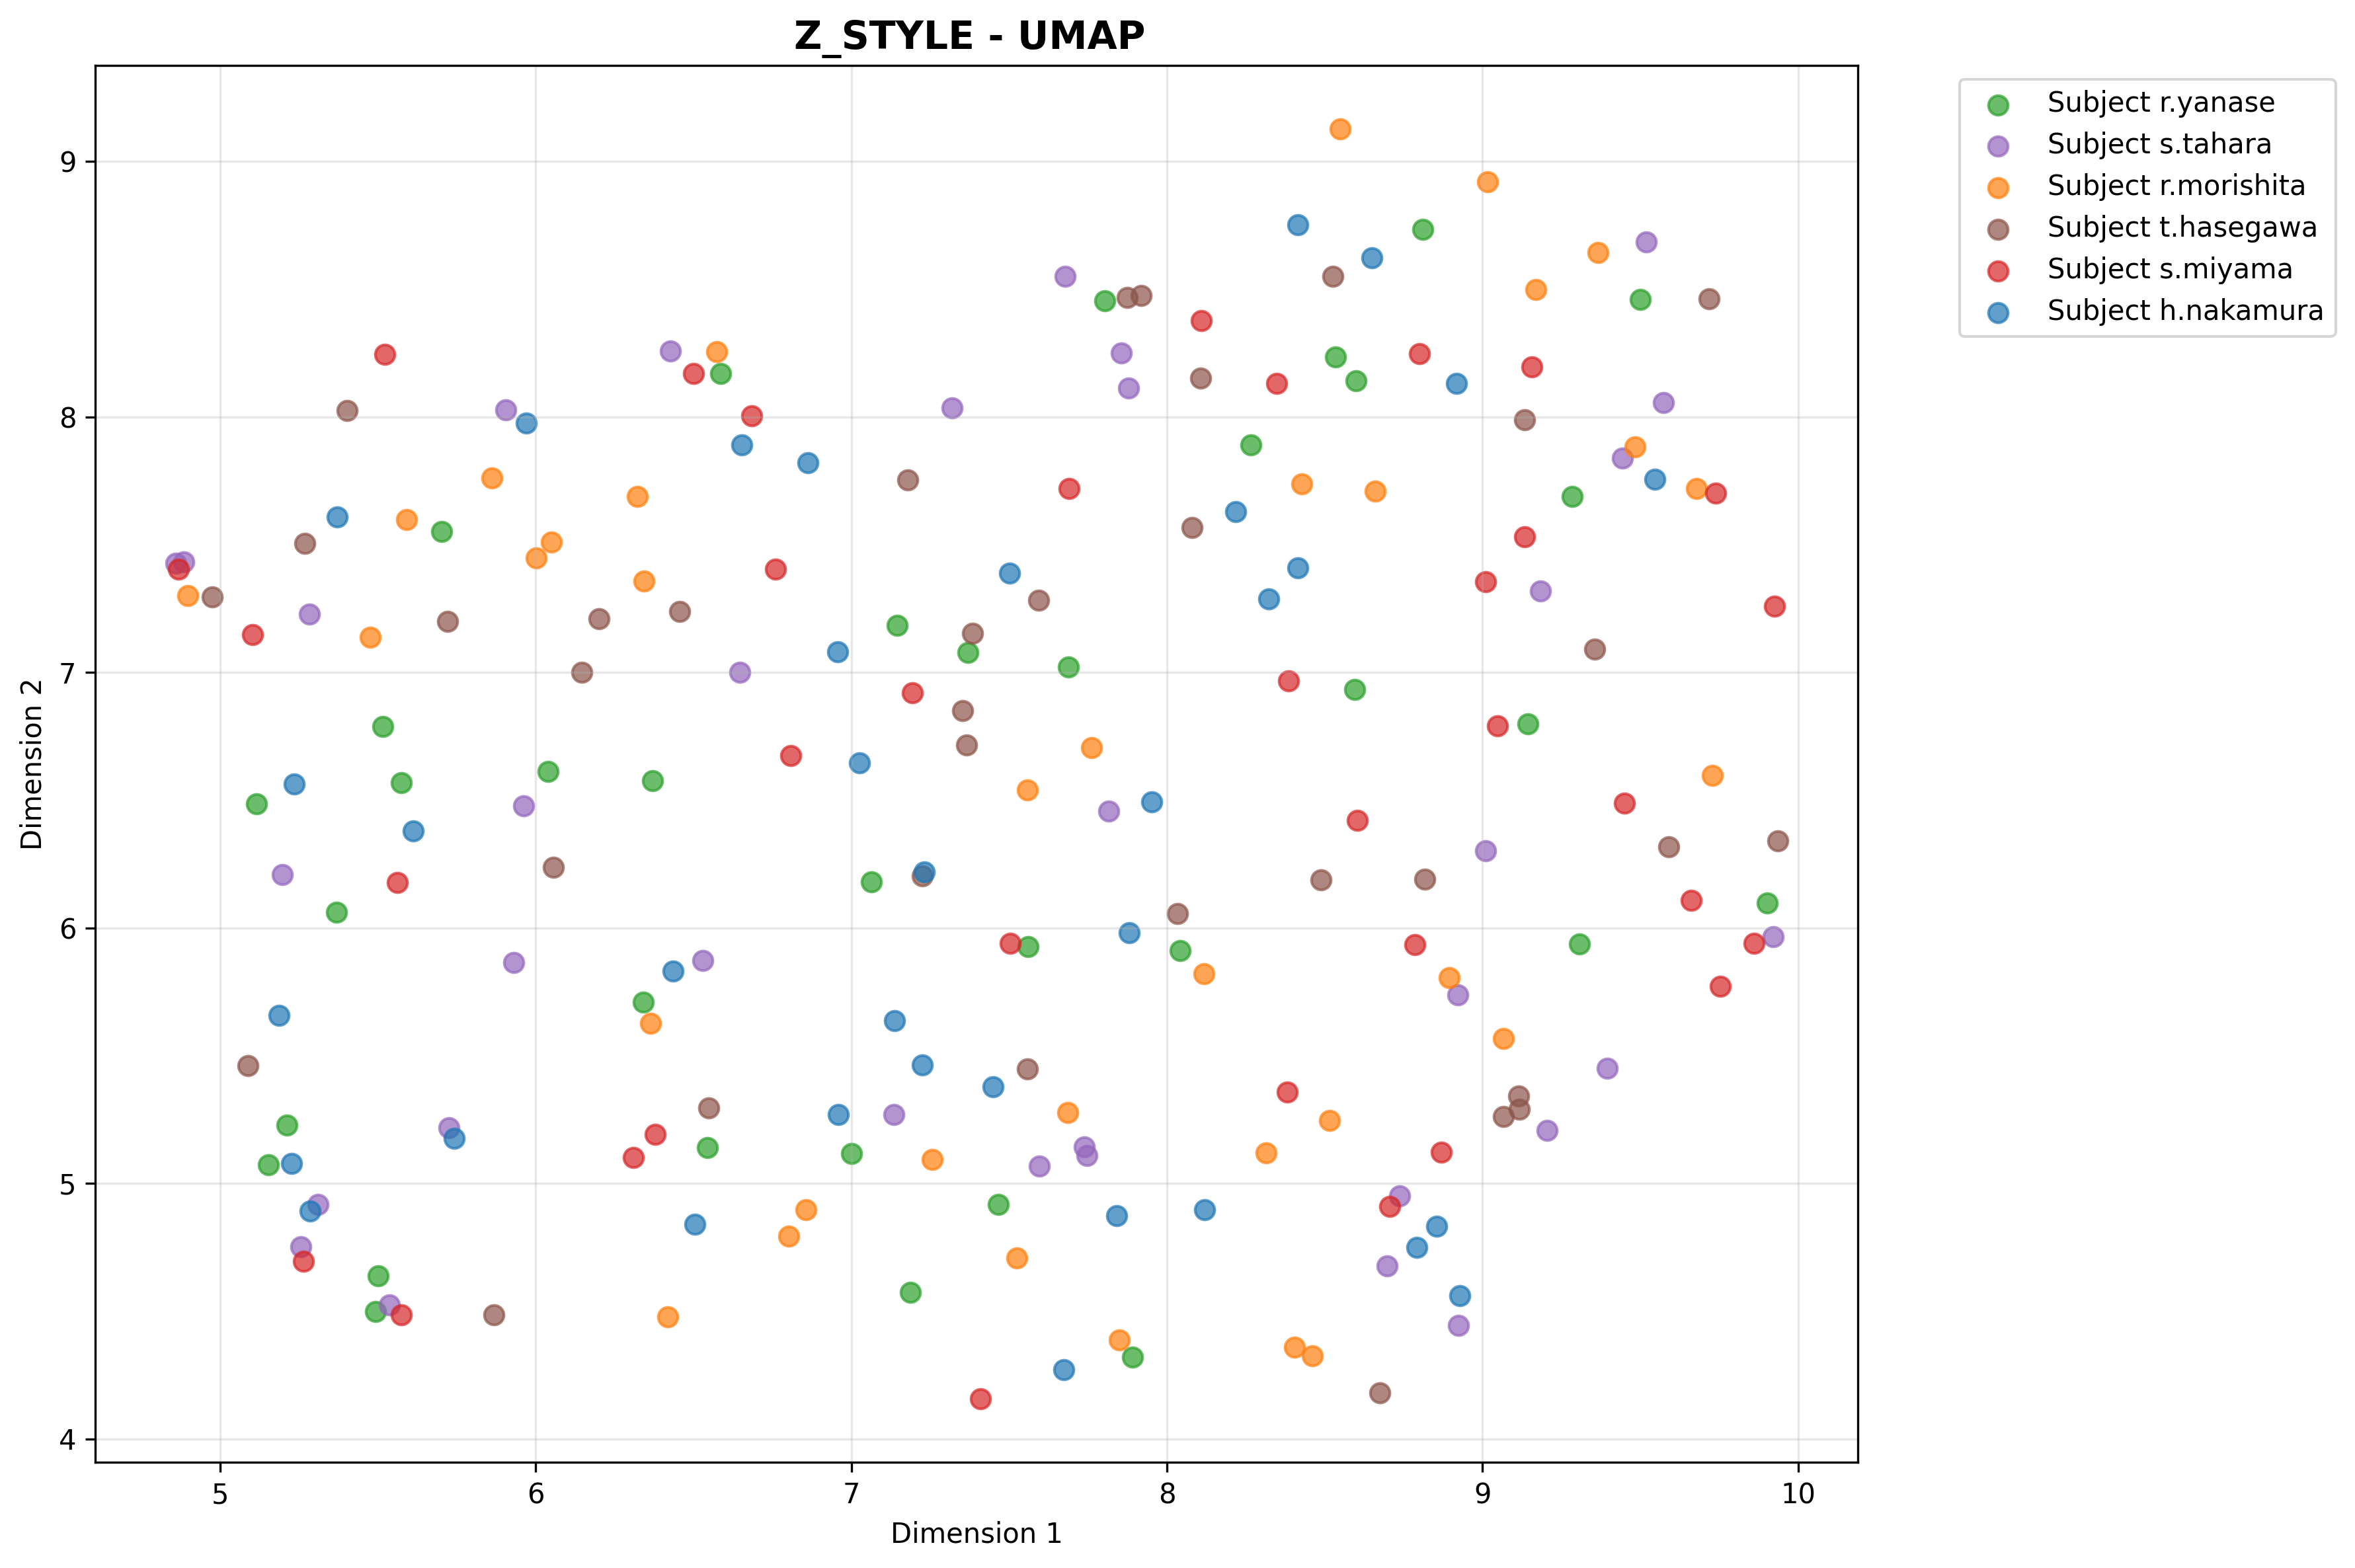 Z_STYLE - UMAP
Subject r.yanase
Subject s.tahara
Subject r.morishita
Subject t.hasegawa
Subject s.miyama
Subject h.nakamura
Dimension 2
9
8
7
6
5
4
5
6
7
8
9
10
Dimension 1